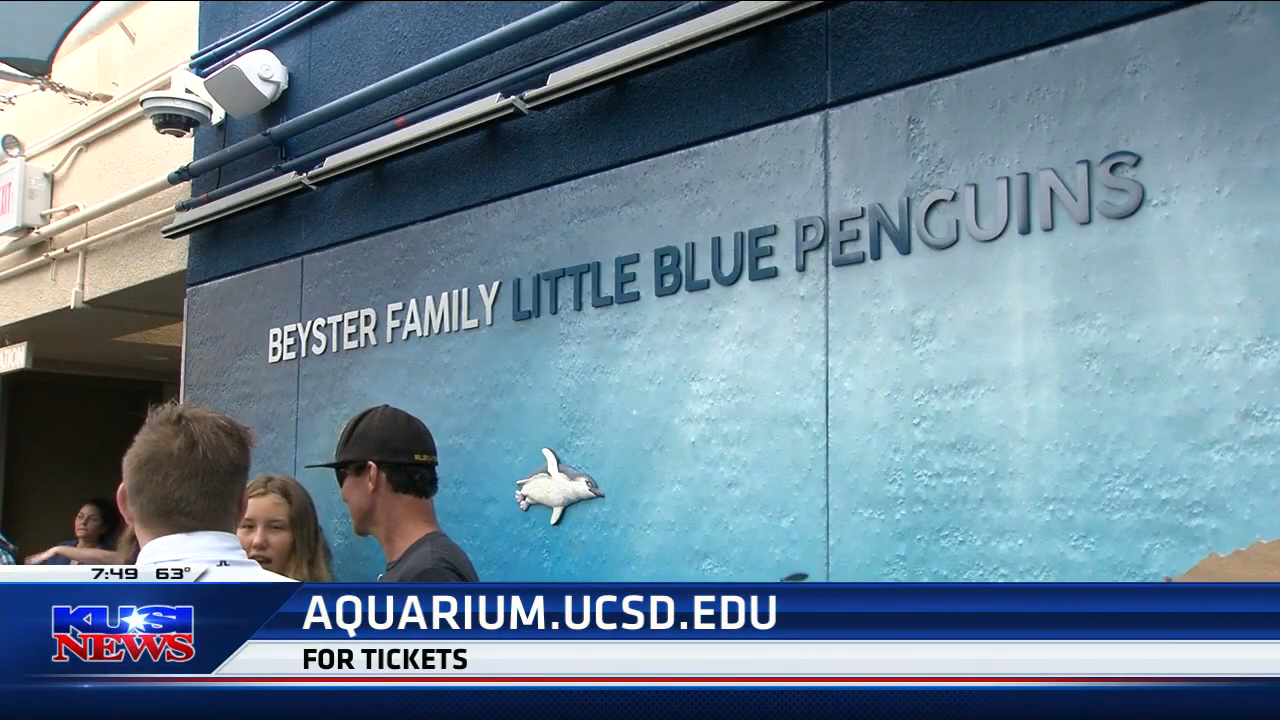 BEYSTER FAMILY LITTLE BLUE PENGUINS
7:49 63°
KUSI
NEWS
AQUARIUM.UCSD.EDU
FOR TICKETS